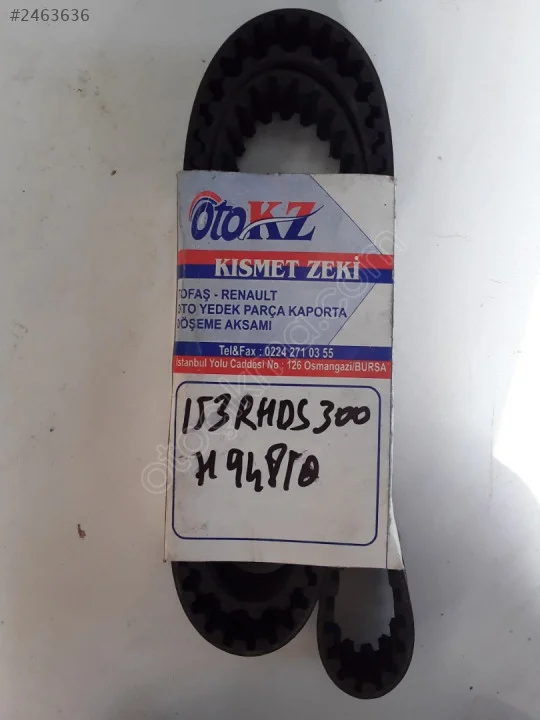 #2463636
OtoKZ
KISMET ZEKİ
TOFAŞ - RENAULT
OTO YEDEK PARÇA KAPORTA
DÖŞEME AKSAMI
Tel&Fax : 0224 271 03 55
İstanbul Yolu Caddesi No : 126 Osmangazi/BURSA
153RHDS300
H94810